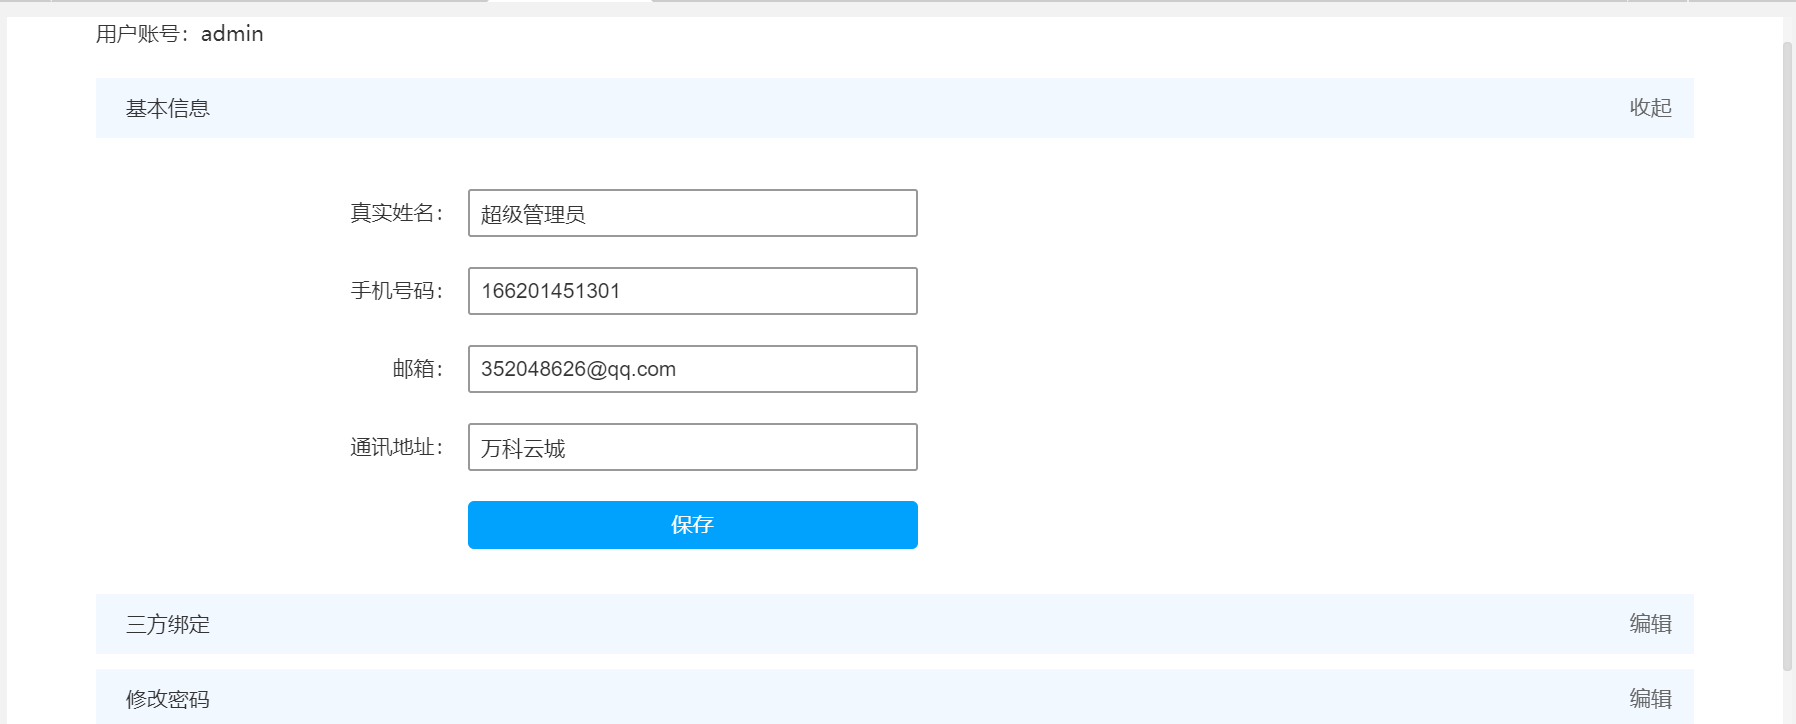 用户账号：admin
基本信息 收起
真实姓名： 超级管理员
手机号码： 166201451301
邮箱： 352048626@qq.com
通讯地址： 万科云城
保存
三方绑定 编辑
修改密码 编辑